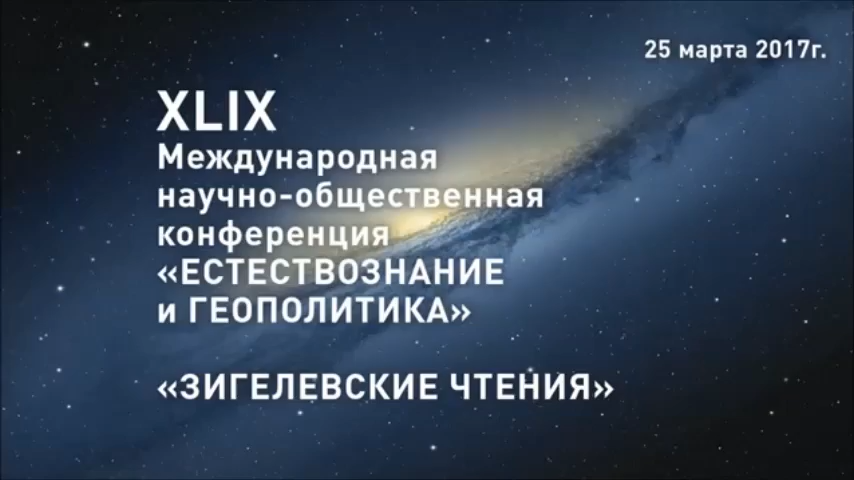 25 марта 2017г.
XLIX
Международная
научно-общественная
конференция
«ЕСТЕСТВОЗНАНИЕ
и ГЕОПОЛИТИКА»
«ЗИГЕЛЕВСКИЕ ЧТЕНИЯ»